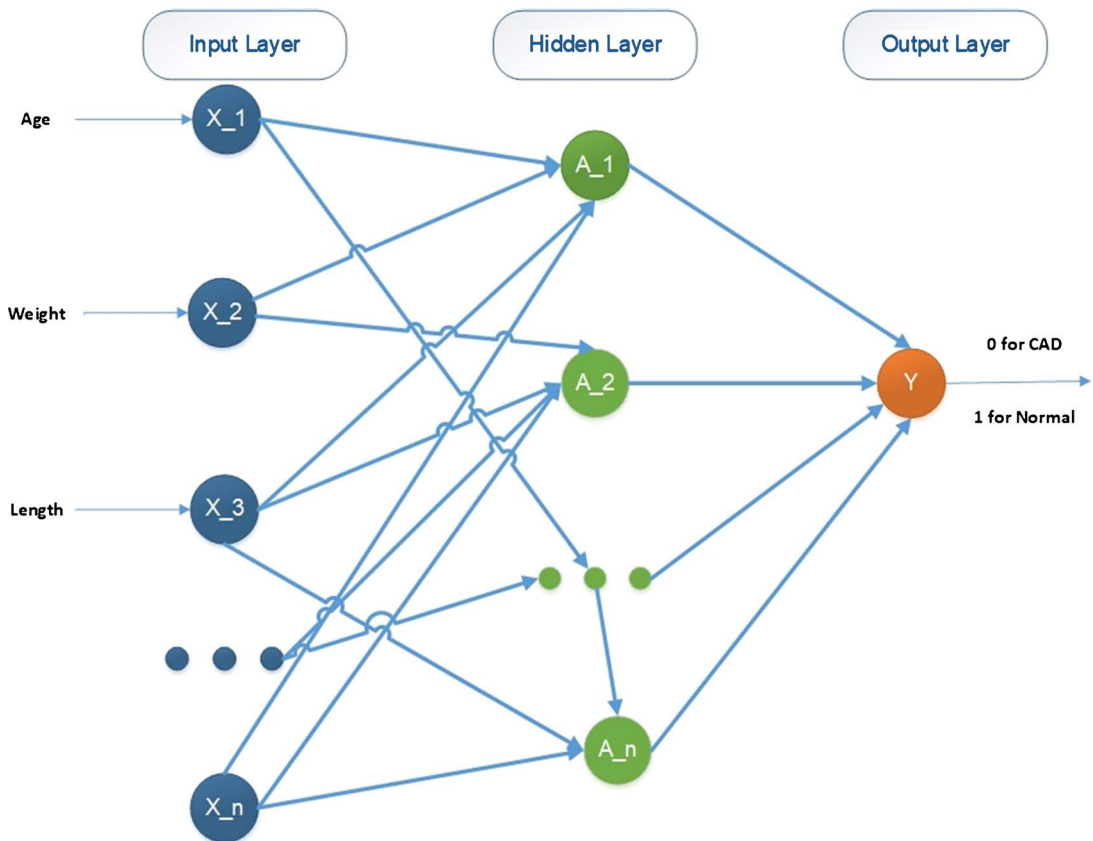 Input Layer
Hidden Layer
Output Layer
Age
X_1
A_1
Weight
X_2
0 for CAD
A_2
Y
1 for Normal
Length
X_3
A_n
X_n